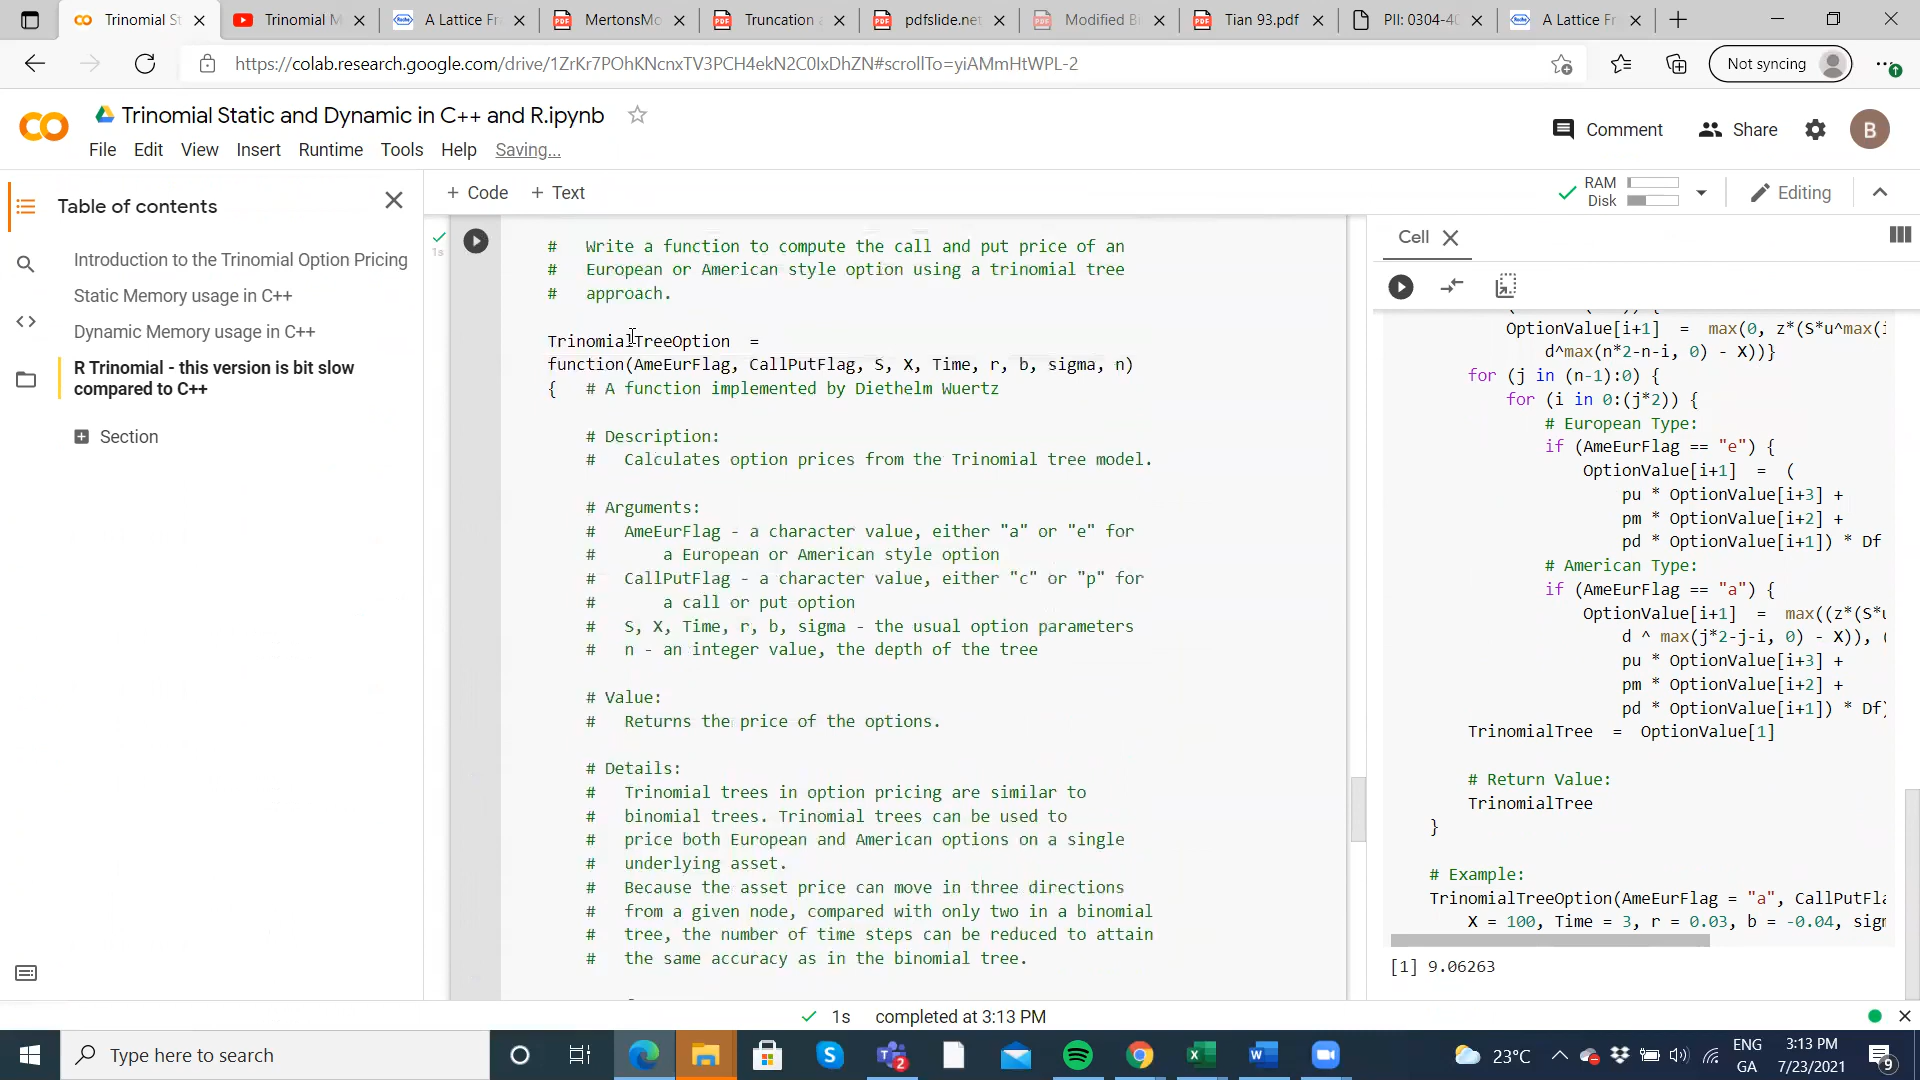 Trinomial St
Trinomial M
A Lattice Fr
MertonsMo
Truncation a
pdfslide.net
Modified Bi
Tian 93.pdf
PII: 0304-40
A Lattice Fr
https://colab.research.google.com/drive/1ZrKr7POhKNcnxTV3PCH4ekN2C0IxDhZN#scrollTo=yiAMmHtWPL-2
Not syncing
CO
Trinomial Static and Dynamic in C++ and R.ipynb
File Edit View Insert Runtime Tools Help Saving...
Comment
Share
B
Table of contents
Introduction to the Trinomial Option Pricing
Static Memory usage in C++
Dynamic Memory usage in C++
R Trinomial - this version is bit slow
compared to C++
Section
+ Code + Text
RAM
Disk
Editing
1s
# Write a function to compute the call and put price of an
# European or American style option using a trinomial tree
# approach.
TrinomialTreeOption =
function(AmeEurFlag, CallPutFlag, S, X, Time, r, b, sigma, n)
{ # A function implemented by Diethelm Wuertz
# Description:
# Calculates option prices from the Trinomial tree model.
# Arguments:
# AmeEurFlag - a character value, either "a" or "e" for
# a European or American style option
# CallPutFlag - a character value, either "c" or "p" for
# a call or put option
# S, X, Time, r, b, sigma - the usual option parameters
# n - an integer value, the depth of the tree
# Value:
# Returns the price of the options.
# Details:
# Trinomial trees in option pricing are similar to
# binomial trees. Trinomial trees can be used to
# price both European and American options on a single
# underlying asset.
# Because the asset price can move in three directions
# from a given node, compared with only two in a binomial
# tree, the number of time steps can be reduced to attain
# the same accuracy as in the binomial tree.
Cell
OptionValue[i+1] = max(0, z*(S*u^max(i
d^max(n*2-n-i, 0) - X))}
for (j in (n-1):0) {
for (i in 0:(j*2)) {
# European Type:
if (AmeEurFlag == "e") {
OptionValue[i+1] = (
pu * OptionValue[i+3] +
pm * OptionValue[i+2] +
pd * OptionValue[i+1]) * Df
# American Type:
if (AmeEurFlag == "a") {
OptionValue[i+1] = max((z*(S*u
d ^ max(j*2-j-i, 0) - X)), (
pu * OptionValue[i+3] +
pm * OptionValue[i+2] +
pd * OptionValue[i+1]) * Df)
TrinomialTree = OptionValue[1]
# Return Value:
TrinomialTree
}
# Example:
TrinomialTreeOption(AmeEurFlag = "a", CallPutFla
X = 100, Time = 3, r = 0.03, b = -0.04, sigm
[1] 9.06263
1s completed at 3:13 PM
Type here to search
2
23°C
ENG
GA
3:13 PM
7/23/2021
9